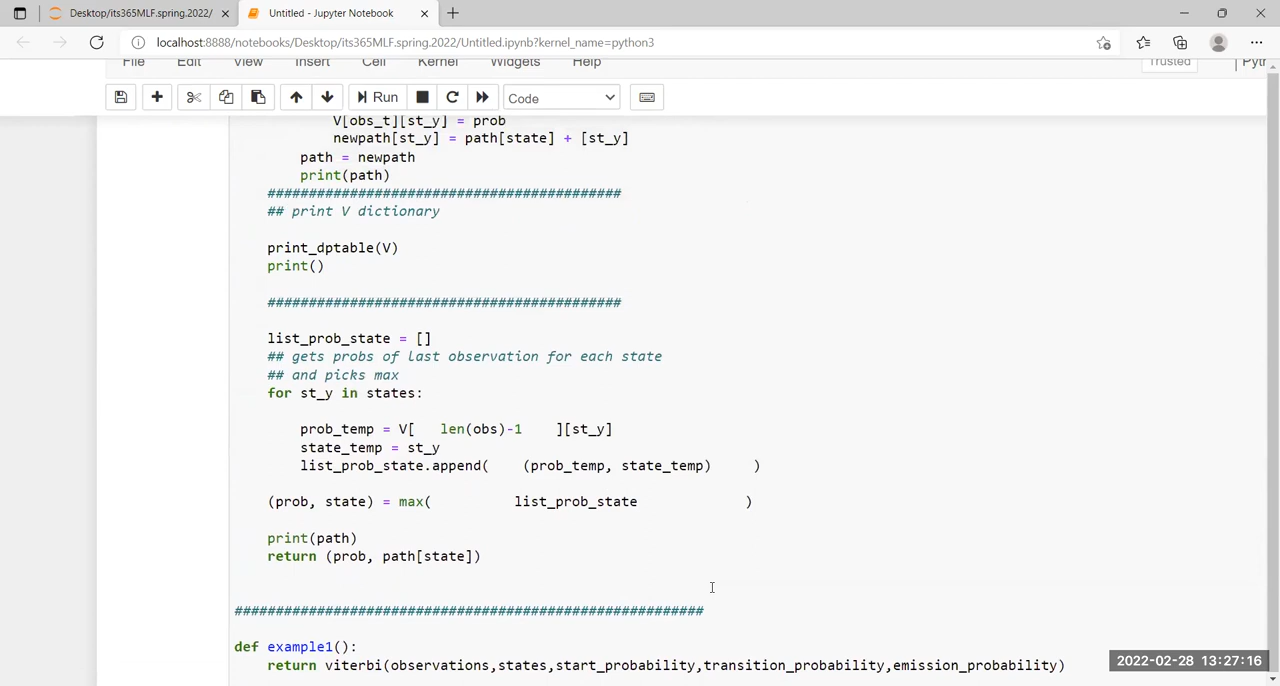 Desktop/its365MLF.spring.2022/
Untitled - Jupyter Notebook
localhost:8888/notebooks/Desktop/its365MLF.spring.2022/Untitled.ipynb?kernel_name=python3
File Edit View Insert Cell Kernel Widgets Help Trusted
Run Code
V[obs_t][st_y] = prob
newpath[st_y] = path[state] + [st_y]
path = newpath
print(path)
###########################################
## print V dictionary
print_dptable(V)
print()
###########################################
list_prob_state = []
## gets probs of last observation for each state
## and picks max
for st_y in states:
prob_temp = V[ len(obs)-1 ][st_y]
state_temp = st_y
list_prob_state.append( (prob_temp, state_temp) )
(prob, state) = max( list_prob_state )
print(path)
return (prob, path[state])
#########################################################
def example1():
return viterbi(observations,states,start_probability,transition_probability,emission_probability)
2022-02-28 13:27:16